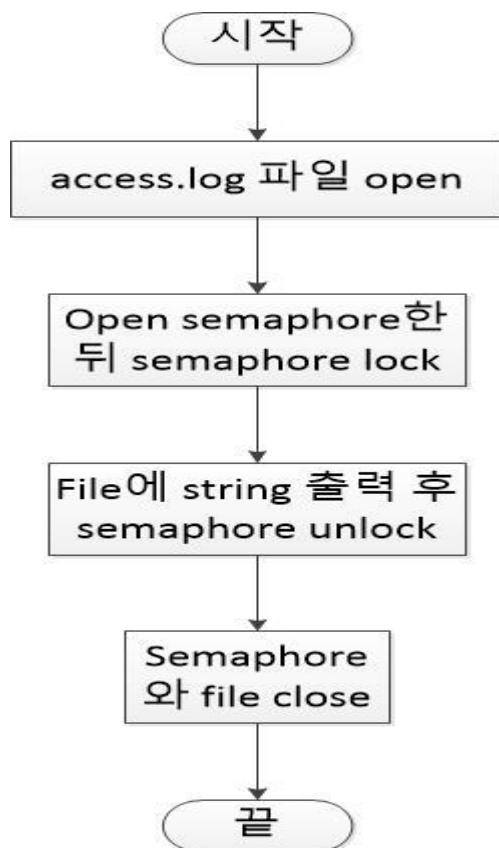 시작
access.log 파일 open
Open semaphore한
뒤 semaphore lock
File에 string 출력 후
semaphore unlock
Semaphore
와 file close
끝